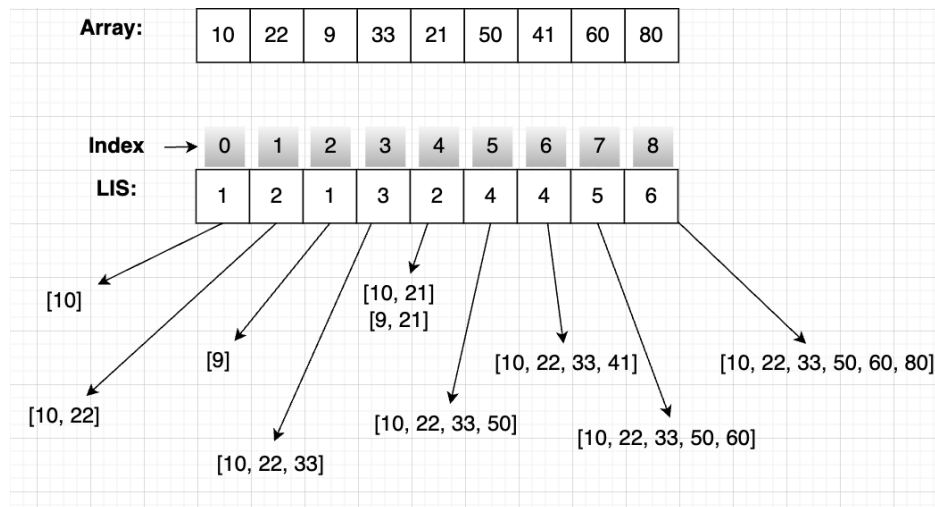 Array: 10 22 9 33 21 50 41 60 80
Index 0 1 2 3 4 5 6 7 8
LIS: 1 2 1 3 2 4 4 5 6
[10]
[10, 21]
[9, 21]
[9]
[10, 22, 33, 41]
[10, 22, 33, 50, 60, 80]
[10, 22]
[10, 22, 33, 50]
[10, 22, 33, 50, 60]
[10, 22, 33]